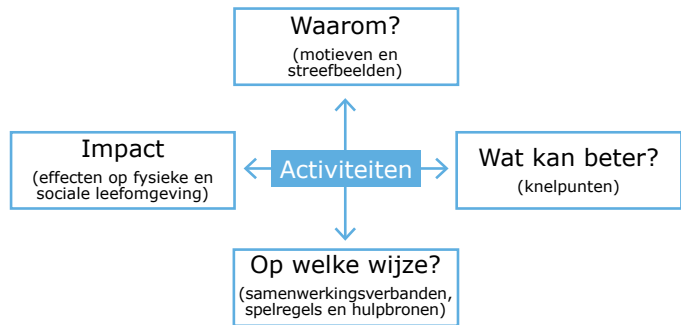 Waarom?
(motieven en
streefbeelden)
Impact
(effecten op fysieke en
sociale leefomgeving)
Activiteiten
Wat kan beter?
(knelpunten)
Op welke wijze?
(samenwerkingsverbanden,
spelregels en hulpbronen)